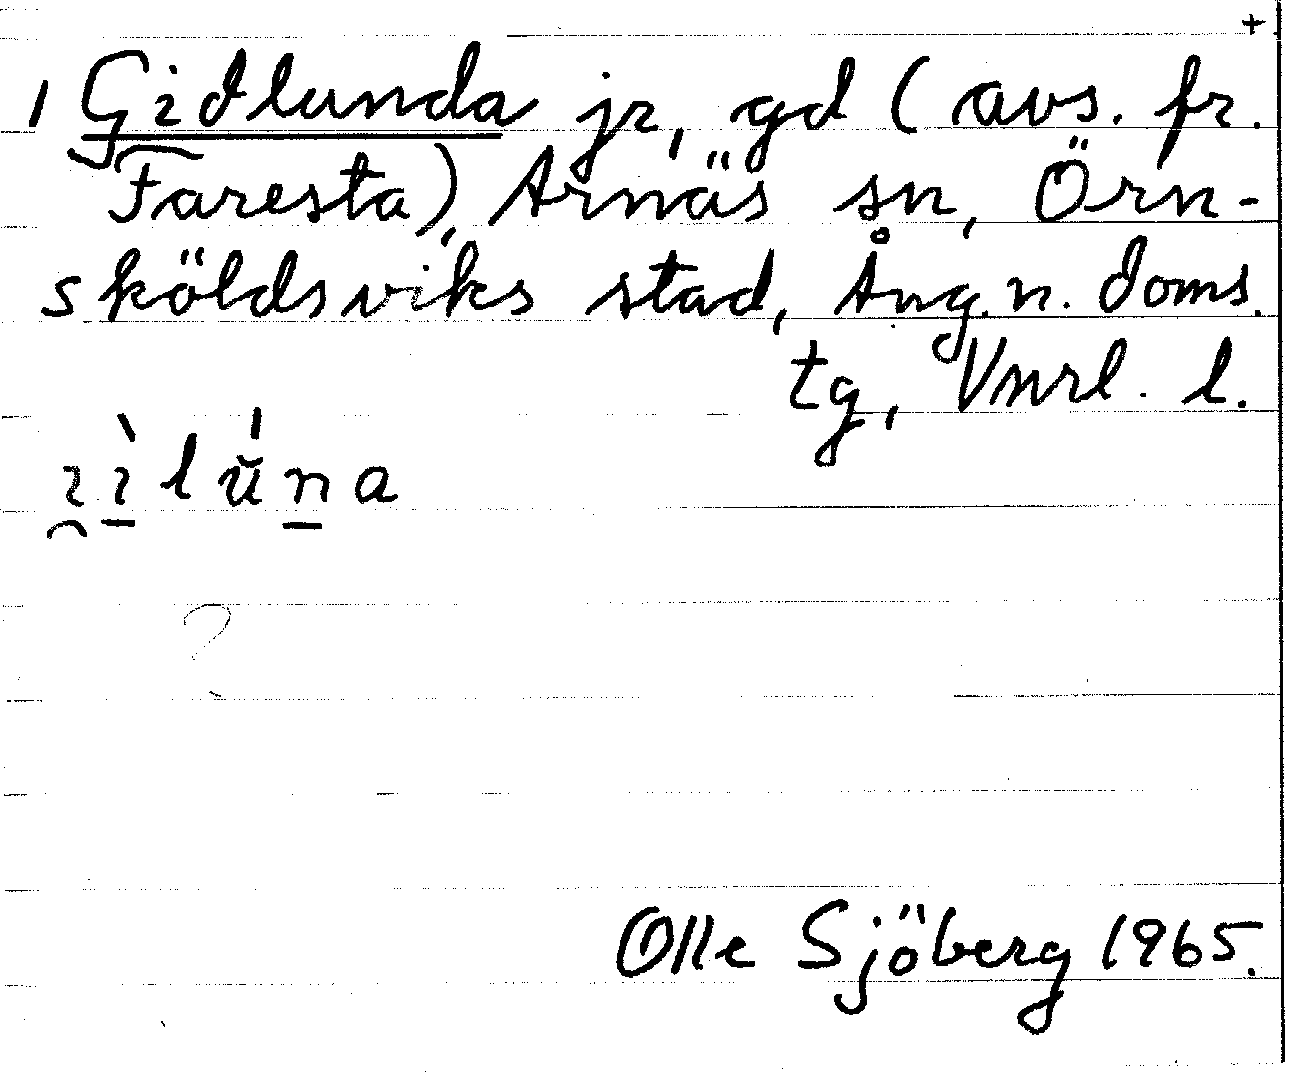 +
1 Gidlunda jr, gd (avs. fr.
Faresta), Arnäs sn, Örn-
sköldsviks stad, Ång. n. doms.
tg, Vnrl. l.
?
Olle Sjöberg 1965.